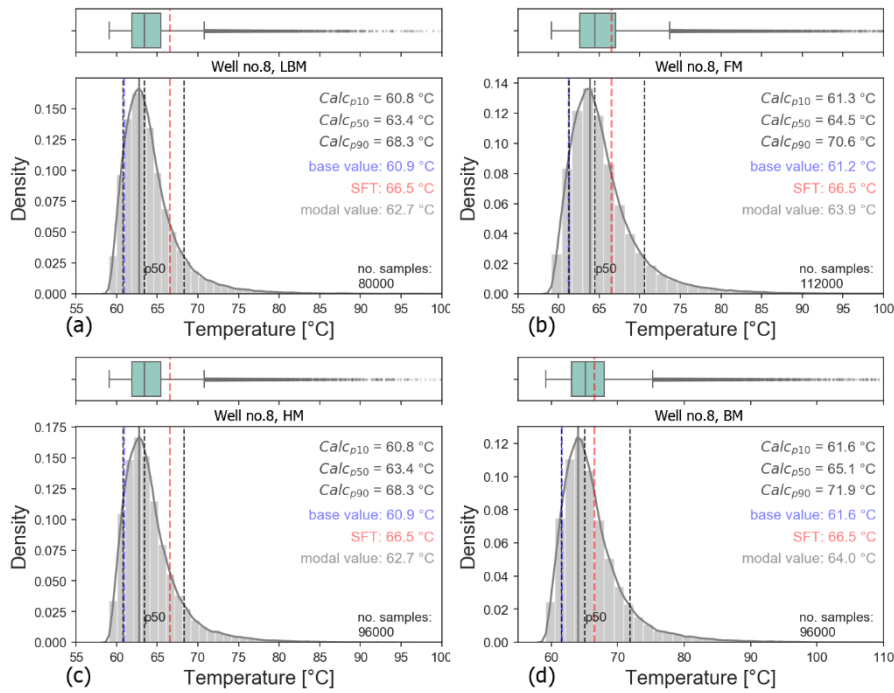 Well no.8, LBM
Calc_p10 = 60.8 °C
Calc_p50 = 63.4 °C
Calc_p90 = 68.3 °C
base value: 60.9 °C
SFT: 66.5 °C
modal value: 62.7 °C
p50
no. samples:
80000
0.150
0.125
0.100
0.075
0.050
0.025
0.000
Density
55 60 65 70 75 80 85 90 95 100
(a) Temperature [°C]
Well no.8, FM
Calc_p10 = 61.3 °C
Calc_p50 = 64.5 °C
Calc_p90 = 70.6 °C
base value: 61.2 °C
SFT: 66.5 °C
modal value: 63.9 °C
p50
no. samples:
112000
0.14
0.12
0.10
0.08
0.06
0.04
0.02
0.00
Density
55 60 65 70 75 80 85 90 95 100
(b) Temperature [°C]
Well no.8, HM
Calc_p10 = 60.8 °C
Calc_p50 = 63.4 °C
Calc_p90 = 68.3 °C
base value: 60.9 °C
SFT: 66.5 °C
modal value: 62.7 °C
p50
no. samples:
96000
0.175
0.150
0.125
0.100
0.075
0.050
0.025
0.000
Density
55 60 65 70 75 80 85 90 95 100
(c) Temperature [°C]
Well no.8, BM
Calc_p10 = 61.6 °C
Calc_p50 = 65.1 °C
Calc_p90 = 71.9 °C
base value: 61.6 °C
SFT: 66.5 °C
modal value: 64.0 °C
p50
no. samples:
96000
0.12
0.10
0.08
0.06
0.04
0.02
0.00
Density
60 70 80 90 100 110
(d) Temperature [°C]